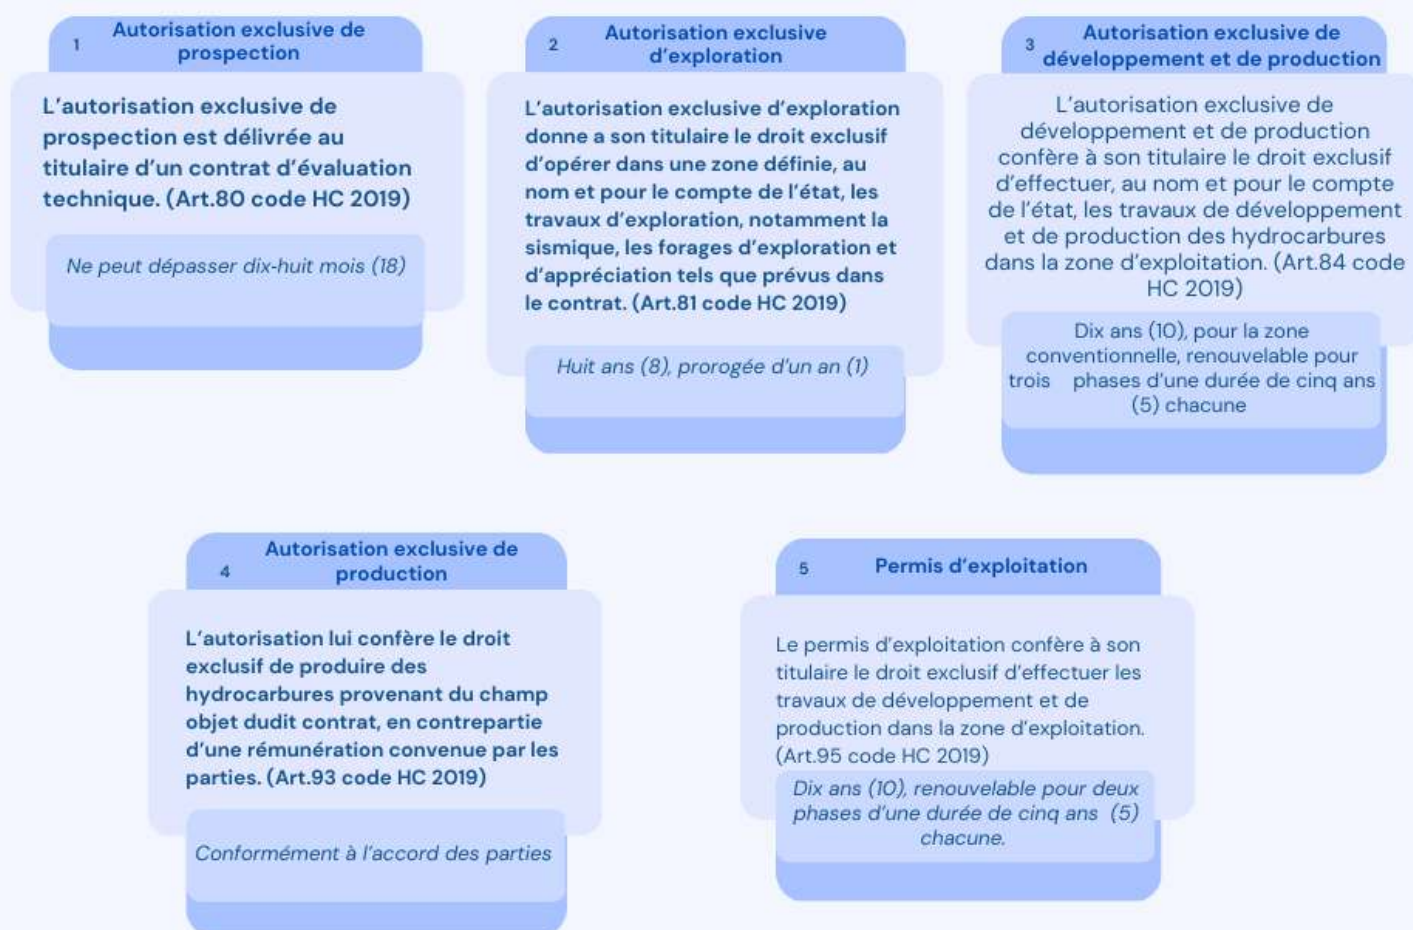 1
Autorisation exclusive de
prospection
L'autorisation exclusive de
prospection est délivrée au
titulaire d'un contrat d'évaluation
technique. (Art.80 code HC 2019)
Ne peut dépasser dix-huit mois (18)
2
Autorisation exclusive
d'exploration
L'autorisation exclusive d'exploration
donne a son titulaire le droit exclusif
d'opérer dans une zone définie, au
nom et pour le compte de l'état, les
travaux d'exploration, notamment la
sismique, les forages d'exploration et
d'appréciation tels que prévus dans
le contrat. (Art.81 code HC 2019)
Huit ans (8), prorogée d'un an (1)
3
Autorisation exclusive de
développement et de production
L'autorisation exclusive de
développement et de production
confère à son titulaire le droit exclusif
d'effectuer, au nom et pour le compte
de l'état, les travaux de développement
et de production des hydrocarbures
dans la zone d'exploitation. (Art.84 code
HC 2019)
Dix ans (10), pour la zone
conventionnelle, renouvelable pour
trois phases d'une durée de cinq ans
(5) chacune
4
Autorisation exclusive de
production
L'autorisation lui confère le droit
exclusif de produire des
hydrocarbures provenant du champ
objet dudit contrat, en contrepartie
d'une rémunération convenue par les
parties. (Art.93 code HC 2019)
Conformément à l'accord des parties
5
Permis d'exploitation
Le permis d'exploitation confère à son
titulaire le droit exclusif d'effectuer les
travaux de développement et de
production dans la zone d'exploitation.
(Art.95 code HC 2019)
Dix ans (10), renouvelable pour deux
phases d'une durée de cinq ans (5)
chacune.